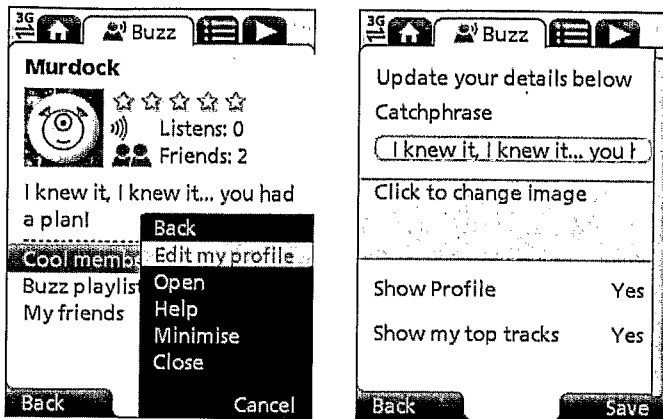 3G
Buzz
Murdock
Listens: 0
Friends: 2
I knew it, I knew it... you had
a plan!
Cool memb
Buzz playlist
My friends
Back
Edit my profile
Open
Help
Minimise
Close
Back
Cancel
3G
Buzz
Update your details below
Catchphrase
I knew it, I knew it... you h
Click to change image
Show Profile Yes
Show my top tracks Yes
Back
Save